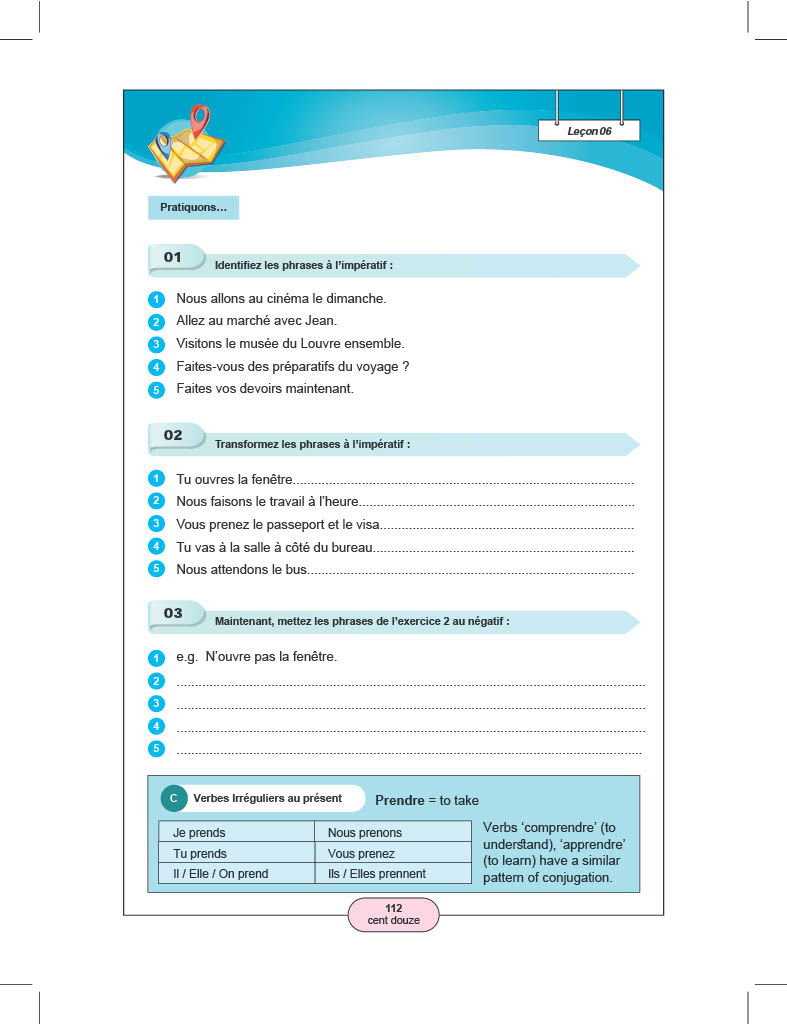 Leçon 06
Pratiquons…
01
Identifiez les phrases à l’impératif :
1 Nous allons au cinéma le dimanche.
2 Allez au marché avec Jean.
3 Visitons le musée du Louvre ensemble.
4 Faites-vous des préparatifs du voyage ?
5 Faites vos devoirs maintenant.
02
Transformez les phrases à l’impératif :
1 Tu ouvres la fenêtre..............................................................................................
2 Nous faisons le travail à l’heure............................................................................
3 Vous prenez le passeport et le visa......................................................................
4 Tu vas à la salle à côté du bureau........................................................................
5 Nous attendons le bus..........................................................................................
03
Maintenant, mettez les phrases de l’exercice 2 au négatif :
1 e.g. N’ouvre pas la fenêtre.
2 .................................................................................................................................
3 .................................................................................................................................
4 .................................................................................................................................
5 ................................................................................................................................
C Verbes Irréguliers au présent Prendre = to take
Je prends Nous prenons
Tu prends Vous prenez
Il / Elle / On prend Ils / Elles prennent
Verbs ‘comprendre’ (to
understand), ‘apprendre’
(to learn) have a similar
pattern of conjugation.
112
cent douze